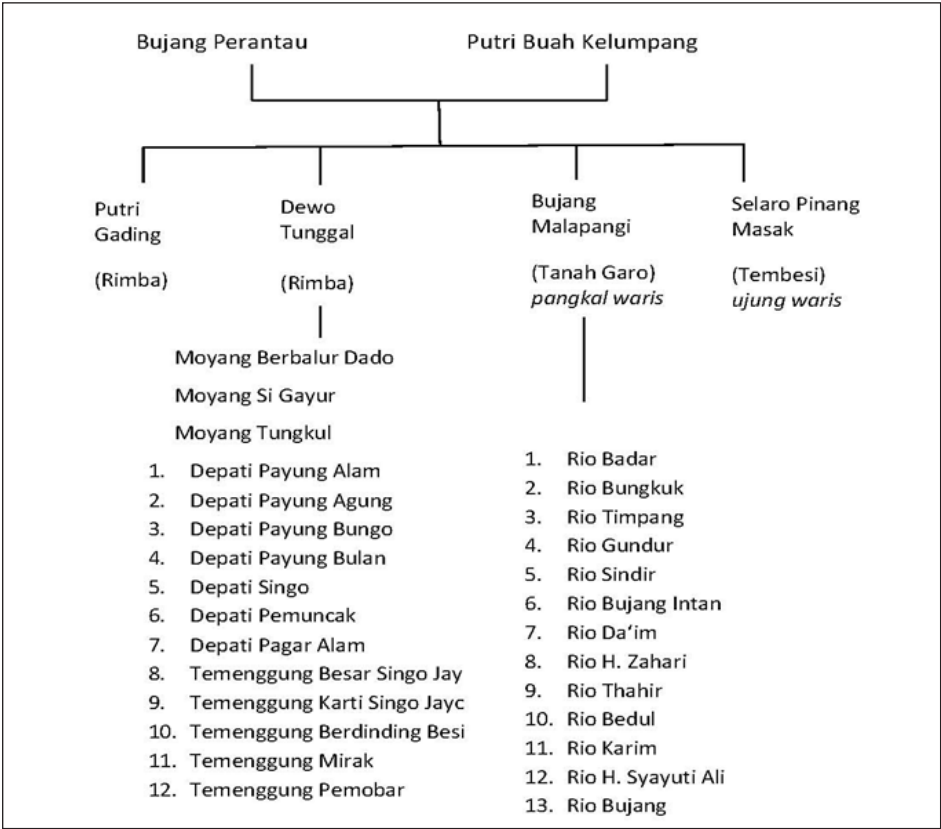 Bujang Perantau
Putri Buah Kelumpang
Putri
Gading
(Rimba)
Dewo
Tunggal
(Rimba)
Bujang
Malapangi
(Tanah Garo)
pangkal waris
Selaro Pinang
Masak
(Tembesi)
ujung waris
Moyang Berbalur Dado
Moyang Si Gayur
Moyang Tungkul
1. Depati Payung Alam
2. Depati Payung Agung
3. Depati Payung Bungo
4. Depati Payung Bulan
5. Depati Singo
6. Depati Pemuncak
7. Depati Pagar Alam
8. Temenggung Besar Singo Jay
9. Temenggung Karti Singo Jayc
10. Temenggung Berdinding Besi
11. Temenggung Mirak
12. Temenggung Pemobar
1. Rio Badar
2. Rio Bungkuk
3. Rio Timpang
4. Rio Gundur
5. Rio Sindir
6. Rio Bujang Intan
7. Rio Da‘im
8. Rio H. Zahari
9. Rio Thahir
10. Rio Bedul
11. Rio Karim
12. Rio H. Syayuti Ali
13. Rio Bujang